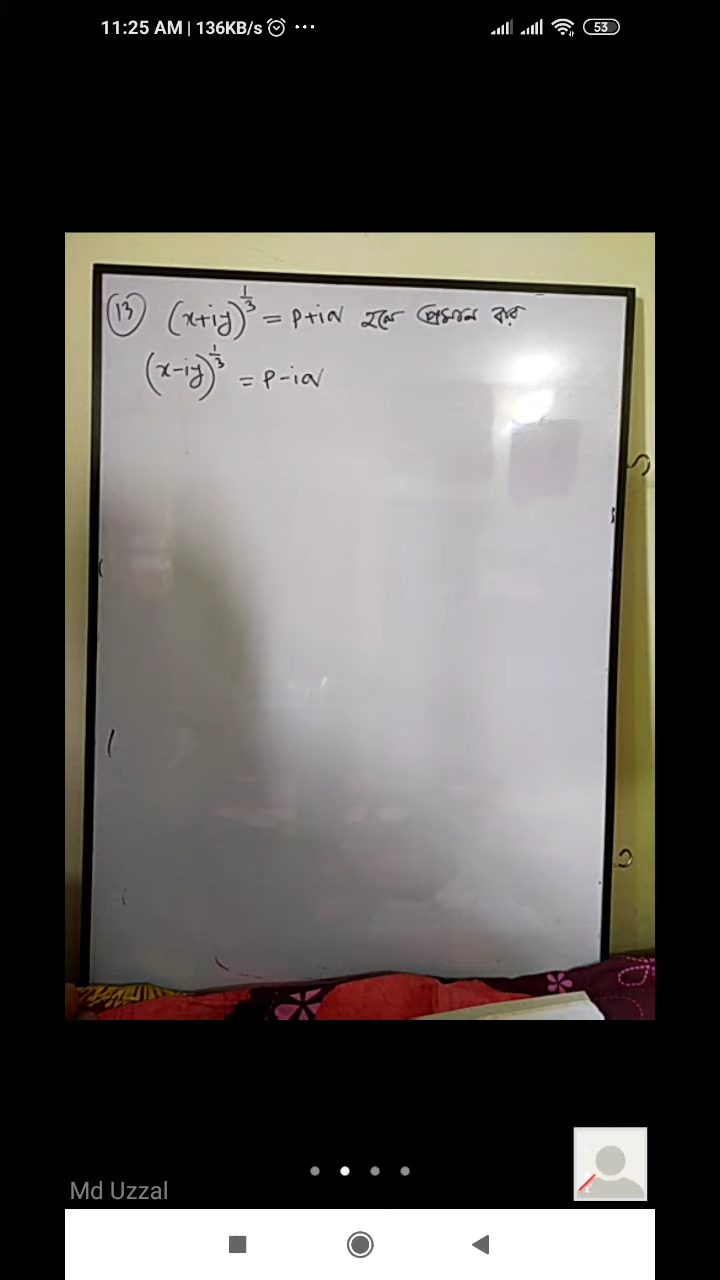 11:25 AM | 136KB/s ...
53
(13) (x+iy)^{1/3} = p+iq হলে প্রমাণ কর
(x-iy)^{1/3} = p-iq
Md Uzzal